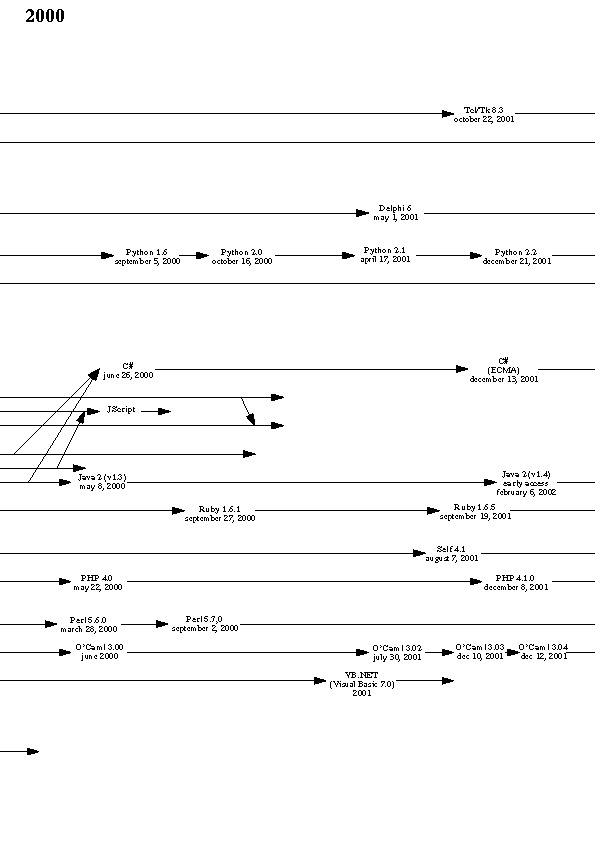 2000
Tcl/Tk 8.3
october 22, 2001
Delphi 6
may 1, 2001
Python 1.6
september 5, 2000
Python 2.0
october 16, 2000
Python 2.1
april 17, 2001
Python 2.2
december 21, 2001
C#
june 26, 2000
C#
(ECMA)
december 13, 2001
JScript
Java 2 (v1.3)
may 8, 2000
Java 2 (v1.4)
early access
february 6, 2002
Ruby 1.6.1
september 27, 2000
Ruby 1.6.5
september 19, 2001
Self 4.1
august 7, 2001
PHP 4.0
may 22, 2000
PHP 4.1.0
december 8, 2001
Perl 5.6.0
march 28, 2000
Perl 5.7.0
september 2, 2000
O'Caml 3.00
june 2000
O'Caml 3.02
july 30, 2001
O'Caml 3.03
dec 10, 2001
O'Caml 3.04
dec 12, 2001
VB.NET
(Visual Basic 7.0)
2001